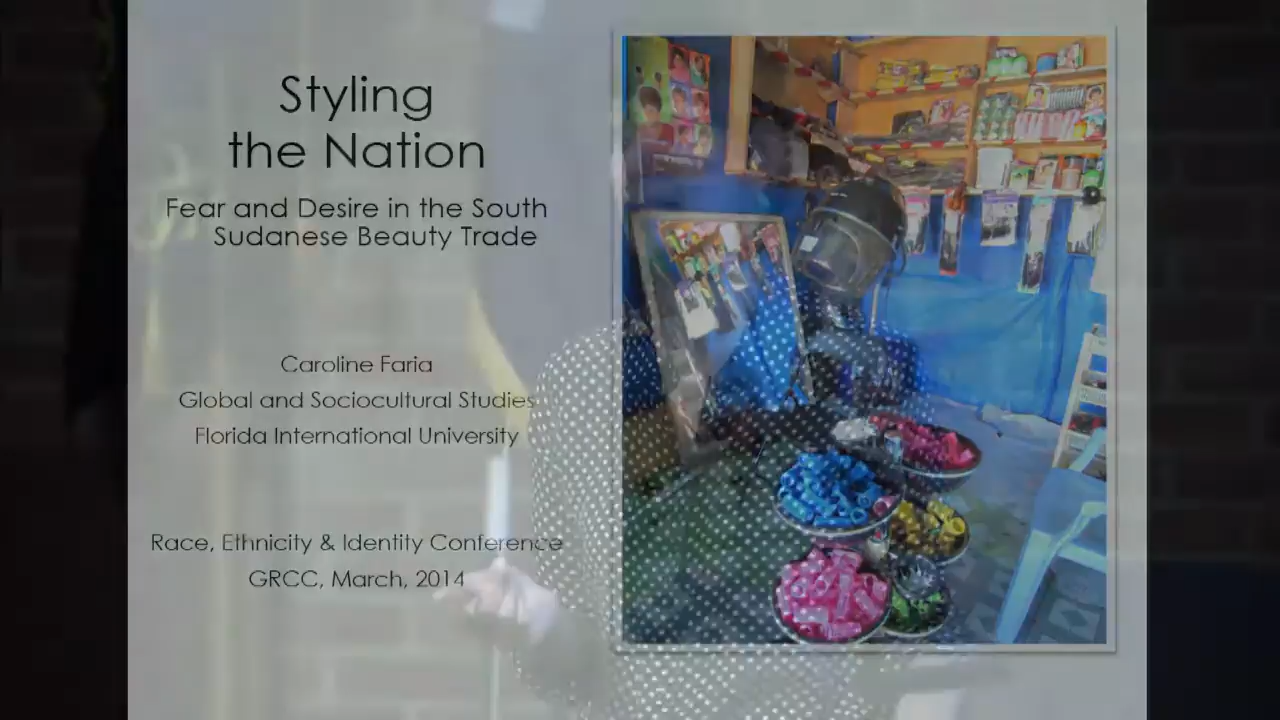 Styling
the Nation
Fear and Desire in the South
Sudanese Beauty Trade
Caroline Faria
Global and Sociocultural Studies
Florida International University
Race, Ethnicity & Identity Conference
GRCC, March, 2014